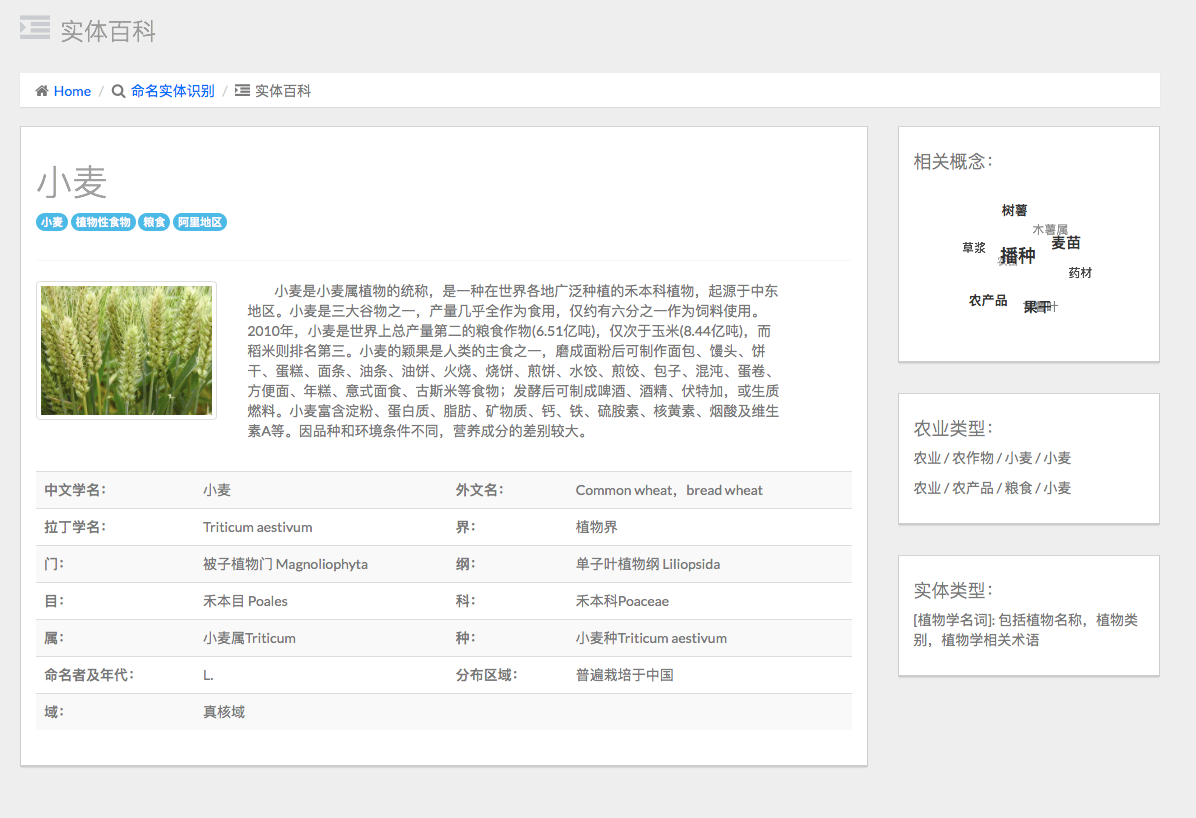 实体百科
Home / 命名实体识别 / 实体百科
小麦
小麦 植物性食物 粮食 阿里地区
小麦是小麦属植物的统称，是一种在世界各地广泛种植的禾本科植物，起源于中东
地区。小麦是三大谷物之一，产量几乎全作为食用，仅约有六分之一作为饲料使用。
2010年，小麦是世界上总产量第二的粮食作物(6.51亿吨)，仅次于玉米(8.44亿吨)，而
稻米则排名第三。小麦的颖果是人类的主食之一，磨成面粉后可制作面包、馒头、饼
干、蛋糕、面条、油条、油饼、火烧、烧饼、煎饼、水饺、煎饺、包子、混沌、蛋卷、
方便面、年糕、意式面食、古斯米等食物；发酵后可制成啤酒、酒精、伏特加，或生质
燃料。小麦富含淀粉、蛋白质、脂肪、矿物质、钙、铁、硫胺素、核黄素、烟酸及维生
素A等。因品种和环境条件不同，营养成分的差别较大。
中文学名： 小麦 外文名： Common wheat，bread wheat
拉丁学名： Triticum aestivum 界： 植物界
门： 被子植物门 Magnoliophyta 纲： 单子叶植物纲 Liliopsida
目： 禾本目 Poales 科： 禾本科Poaceae
属： 小麦属Triticum 种： 小麦种Triticum aestivum
命名者及年代： L. 分布区域： 普遍栽培于中国
域： 真核域
相关概念：
树薯
木薯属
麦苗
草浆
播种
药材
农产品
果干
农业类型：
农业 / 农作物 / 小麦 / 小麦
农业 / 农产品 / 粮食 / 小麦
实体类型：
[植物学名词]: 包括植物名称，植物类
别，植物学相关术语